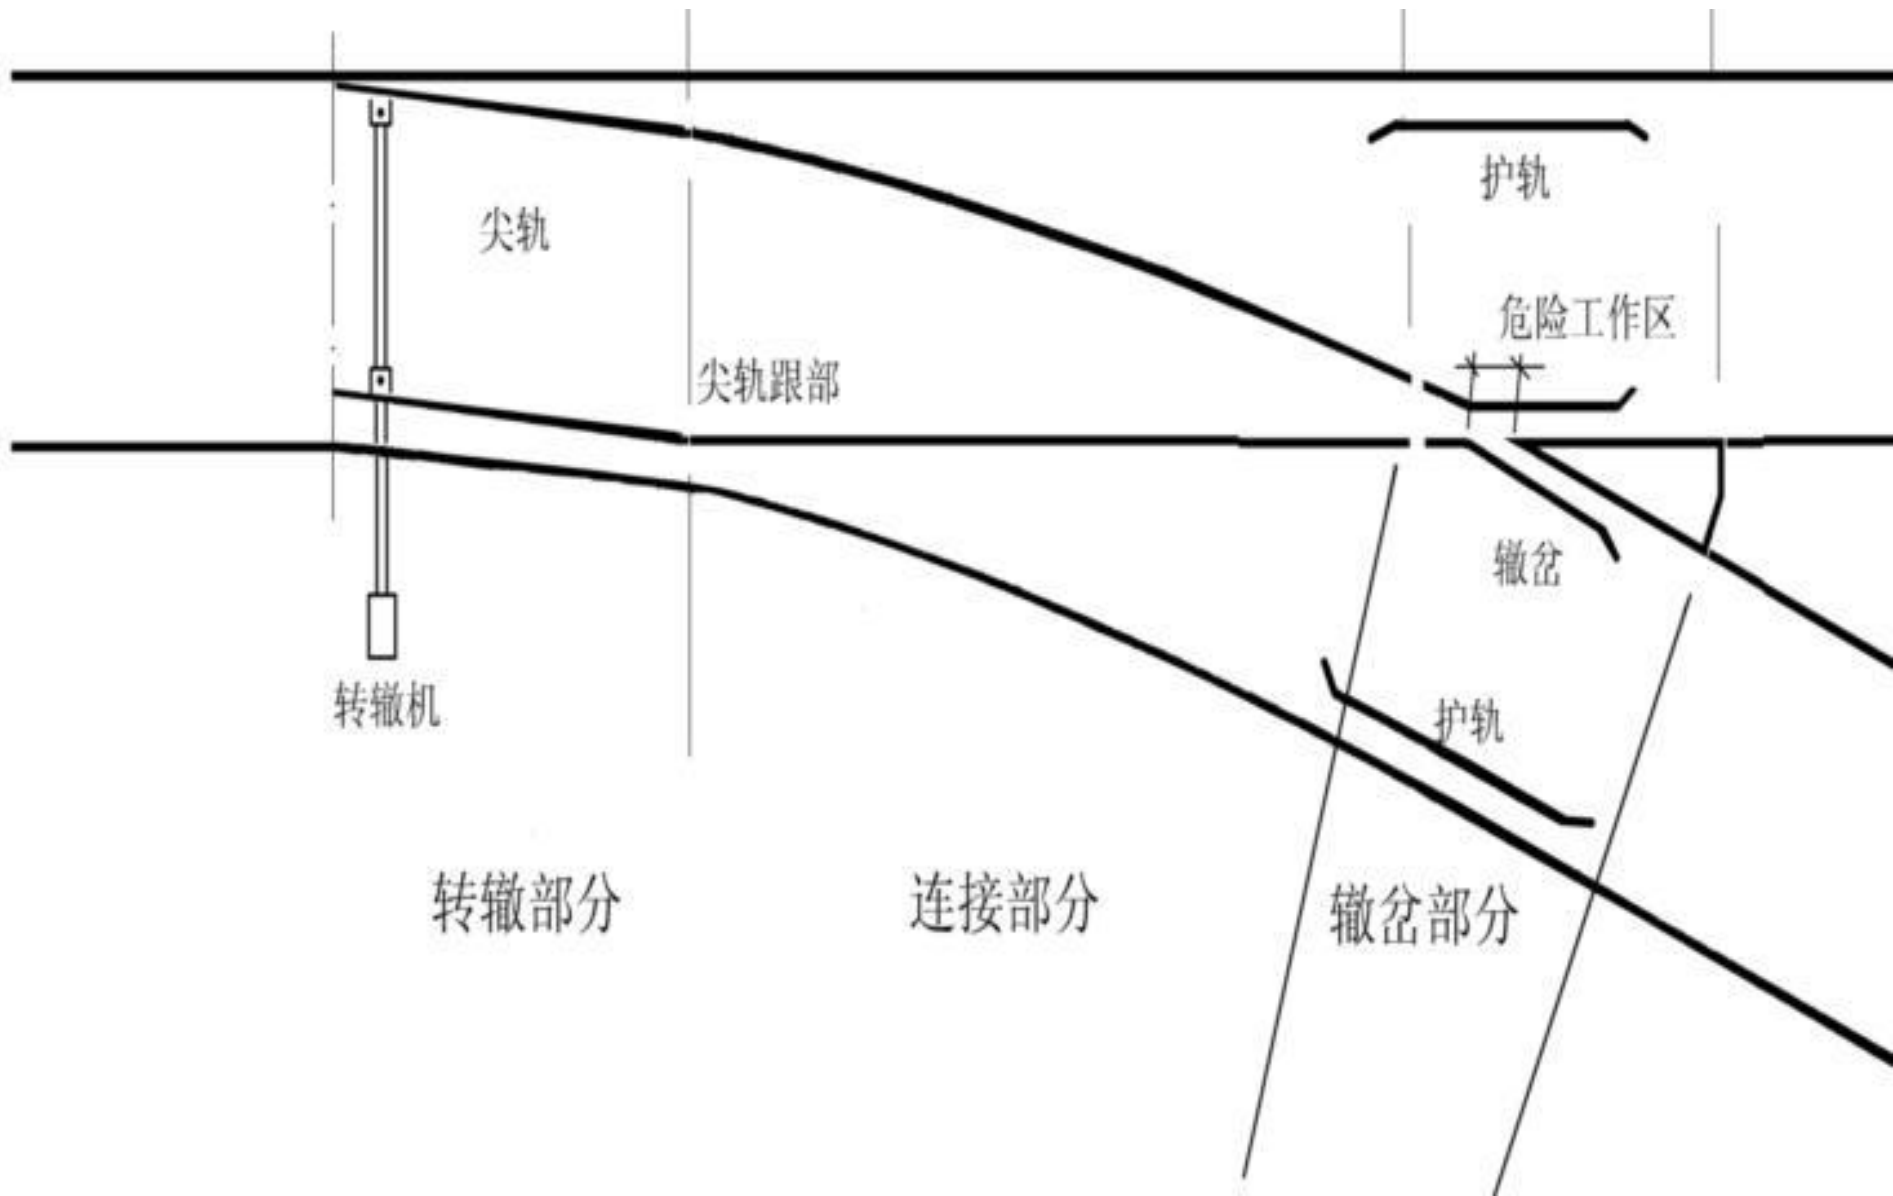 护轨
尖轨
危险工作区
尖轨跟部
辙岔
转辙机
护轨
转辙部分
连接部分
辙岔部分